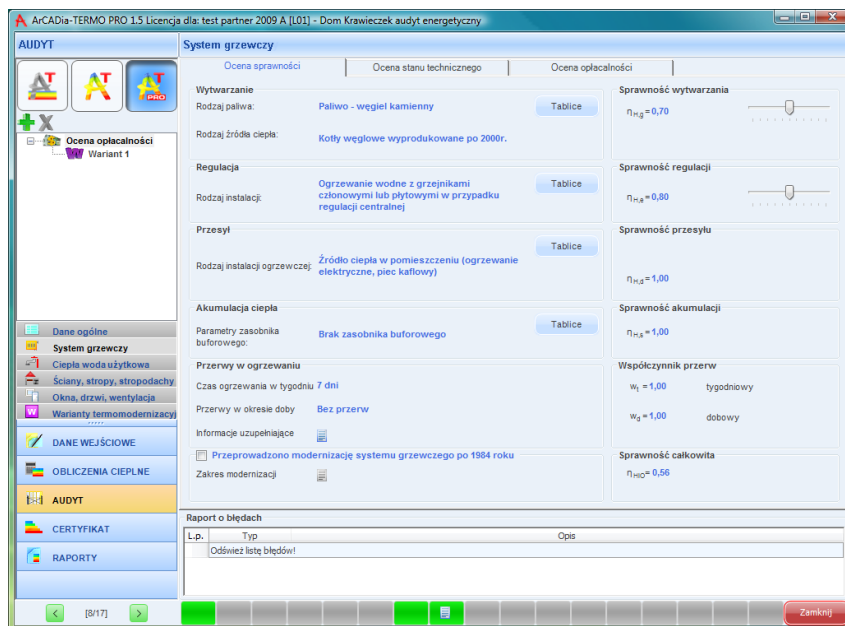 ArCADia-TERMO PRO 1.5 Licencja dla: test partner 2009 A [L01] - Dom Krawieczek audyt energetyczny
AUDYT
System grzewczy
Ocena sprawności
Ocena stanu technicznego
Ocena opłacalności
Ocena opłacalności
Wariant 1
Wytwarzanie
Rodzaj paliwa: Paliwo - węgiel kamienny Tablice
Rodzaj źródła ciepła: Kotły węglowe wyprodukowane po 2000r.
Sprawność wytwarzania
ηH,g= 0,70
Regulacja
Rodzaj instalacji: Ogrzewanie wodne z grzejnikami
członowymi lub płytowymi w przypadku
regulacji centralnej
Tablice
Sprawność regulacji
ηH,e= 0,80
Przesył
Rodzaj instalacji ogrzewczej: Źródło ciepła w pomieszczeniu (ogrzewanie
elektryczne, piec kaflowy)
Tablice
Sprawność przesyłu
ηH,d= 1,00
Akumulacja ciepła
Parametry zasobnika
buforowego:
Brak zasobnika buforowego
Tablice
Sprawność akumulacji
ηH,s= 1,00
Przerwy w ogrzewaniu
Czas ogrzewania w tygodniu 7 dni
Przerwy w okresie doby Bez przerw
Informacje uzupełniające
Współczynnik przerw
wt = 1,00 tygodniowy
wd = 1,00 dobowy
Przeprowadzono modernizację systemu grzewczego po 1984 roku
Zakres modernizacji
Sprawność całkowita
ηHIO= 0,56
Dane ogólne
System grzewczy
Ciepła woda użytkowa
Ściany, stropy, stropodachy
Okna, drzwi, wentylacja
Warianty termomodernizacyj
DANE WEJŚCIOWE
OBLICZENIA CIEPLNE
AUDYT
CERTYFIKAT
RAPORTY
Raport o błędach
L.p. Typ Opis
Odśwież listę błędów!
[8/17]
Zamknij